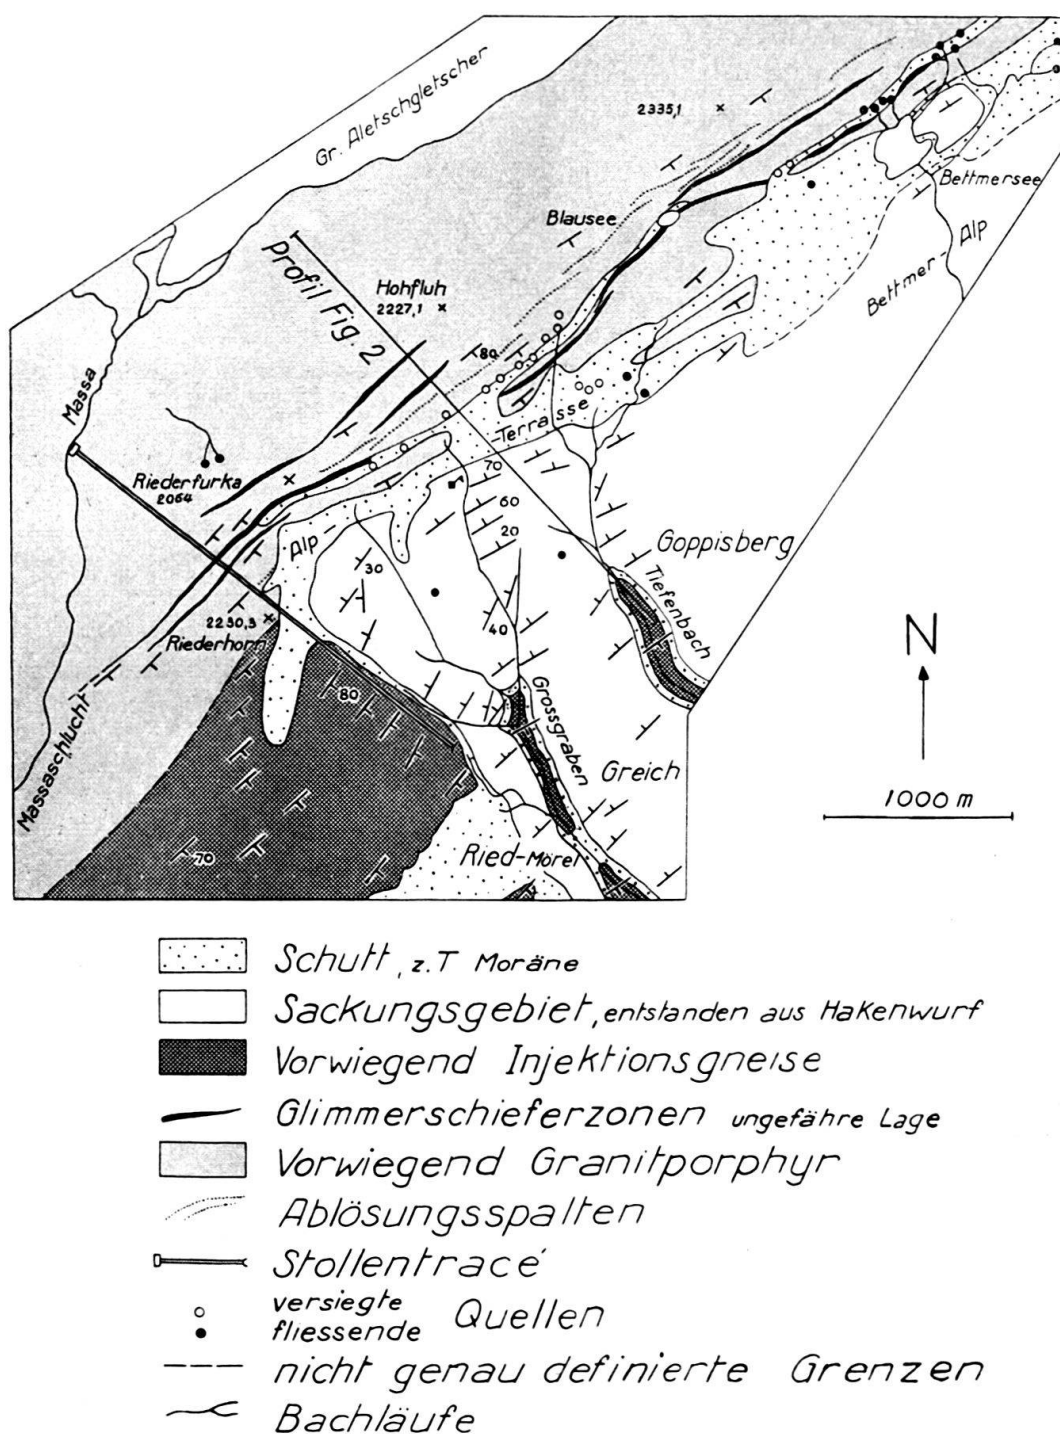 Gr. Aletschgletscher
2335,1
Bettmersee
Blausee
Bettmer-Alp
Profil Fig. 2
Hohfluh
2227,1
80
Massa
Terrasse
Riederfurka
2064
70
60
20
Alp
30
Goppisberg
Tiefenbach
N
2230,3
Riederhorn
40
80
Grossgraben
Massaschlucht
Greich
1000 m
70
Ried-Mörel
Schutt, z.T Moräne
Sackungsgebiet, entstanden aus Hakenwurf
Vorwiegend Injektionsgneise
Glimmerschieferzonen ungefähre Lage
Vorwiegend Granitporphyr
Ablösungsspalten
Stollentracé
versiegte Quellen
fliessende
nicht genau definierte Grenzen
Bachläufe